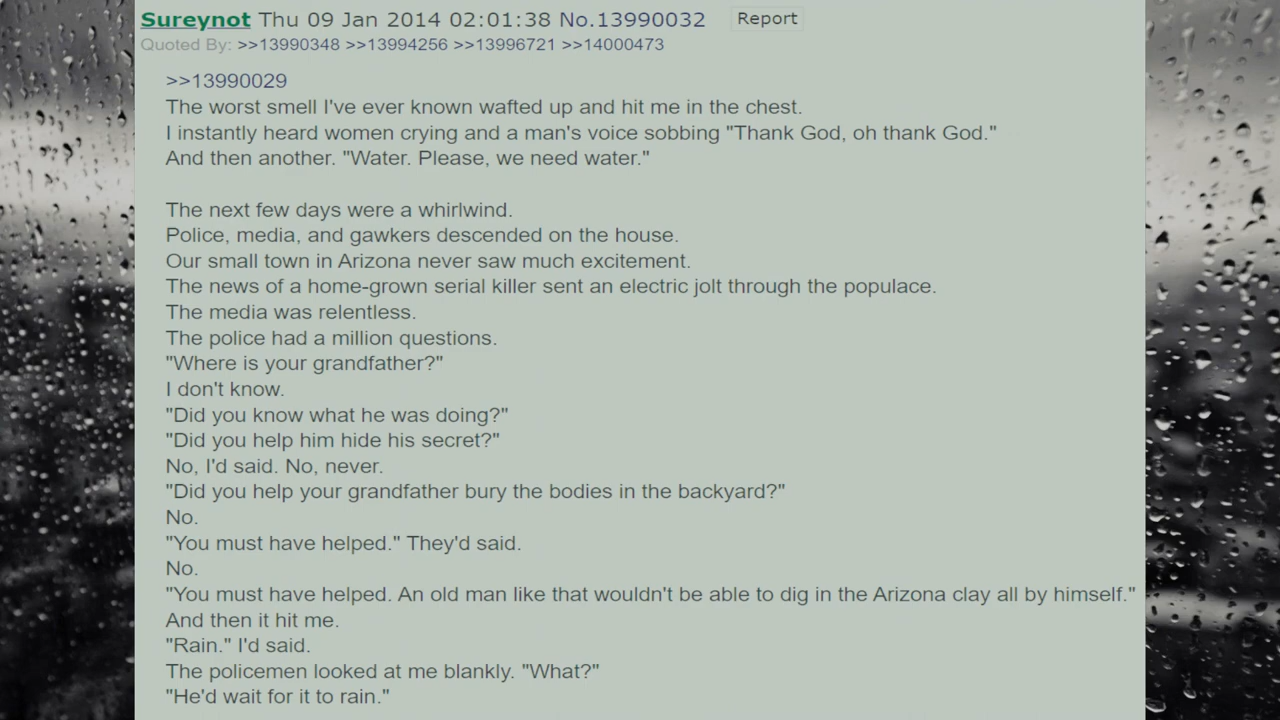 Sureynot Thu 09 Jan 2014 02:01:38 No.13990032 Report
Quoted By: >>13990348 >>13994256 >>13996721 >>14000473
>>13990029
The worst smell I've ever known wafted up and hit me in the chest.
I instantly heard women crying and a man's voice sobbing "Thank God, oh thank God."
And then another. "Water. Please, we need water."
The next few days were a whirlwind.
Police, media, and gawkers descended on the house.
Our small town in Arizona never saw much excitement.
The news of a home-grown serial killer sent an electric jolt through the populace.
The media was relentless.
The police had a million questions.
"Where is your grandfather?"
I don't know.
"Did you know what he was doing?"
"Did you help him hide his secret?"
No, I'd said. No, never.
"Did you help your grandfather bury the bodies in the backyard?"
No.
"You must have helped." They'd said.
No.
"You must have helped. An old man like that wouldn't be able to dig in the Arizona clay all by himself."
And then it hit me.
"Rain." I'd said.
The policemen looked at me blankly. "What?"
"He'd wait for it to rain."